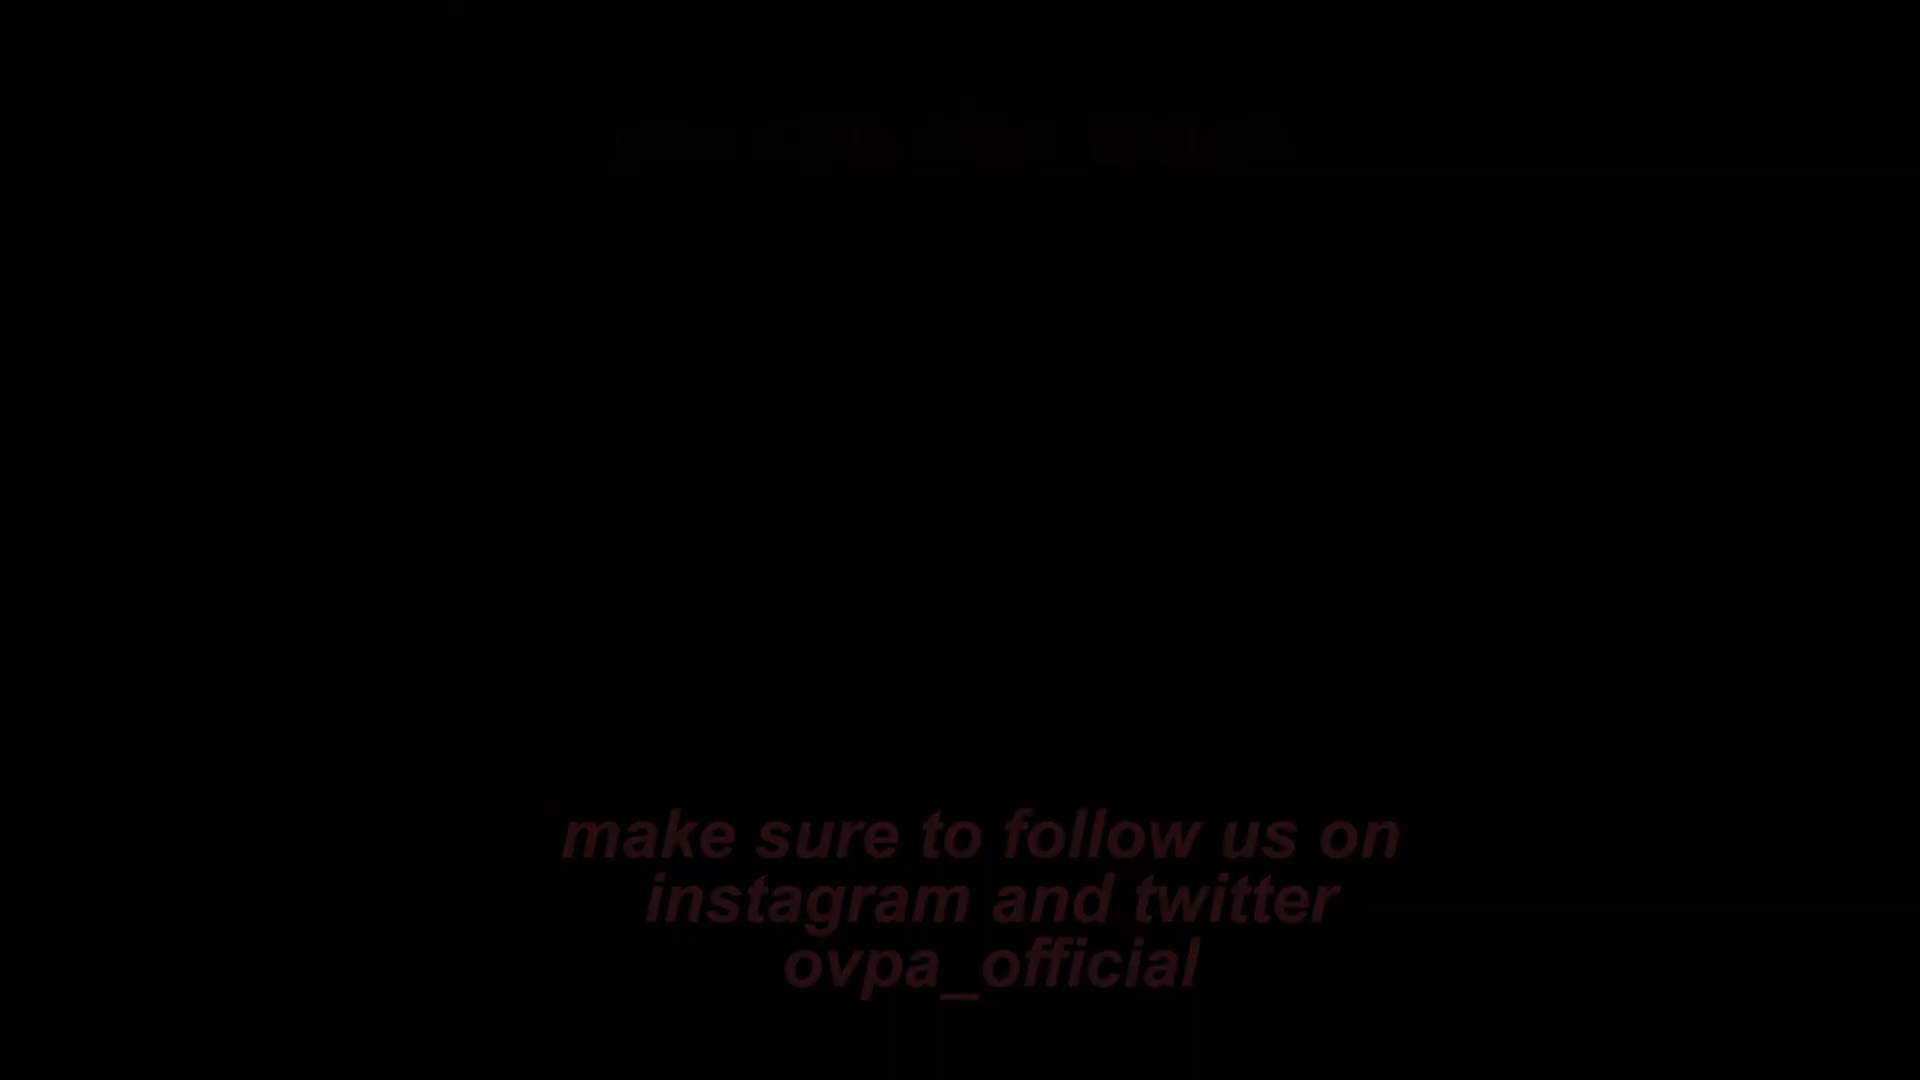 make sure to follow us on
instagram and twitter
ovpa_official